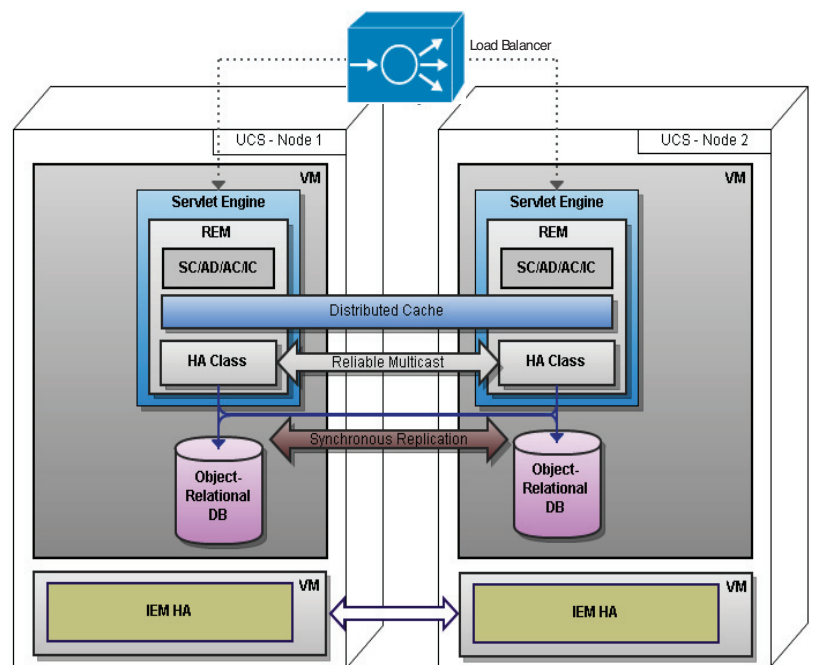 Load Balancer
UCS - Node 1
UCS - Node 2
VM
VM
Servlet Engine
Servlet Engine
REM
REM
SC/AD/AC/IC
SC/AD/AC/IC
Distributed Cache
HA Class
Reliable Multicast
HA Class
Synchronous Replication
Object-
Relational
DB
Object-
Relational
DB
VM
VM
IEM HA
IEM HA